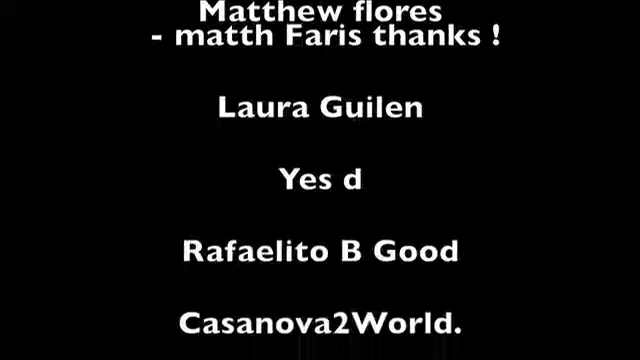 Matthew flores
- matth Faris thanks !
Laura Guilen
Yes d
Rafaelito B Good
Casanova2World.